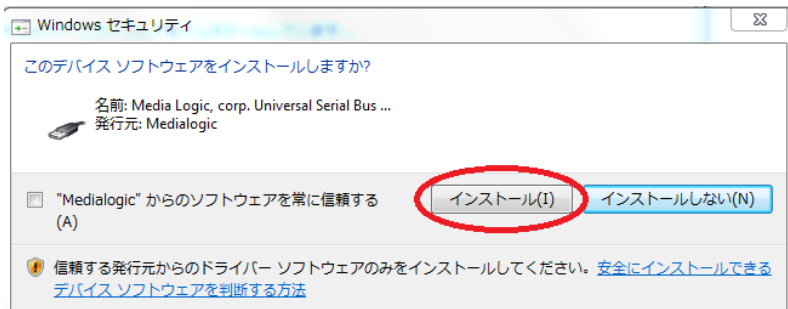 Windows セキュリティ
このデバイス ソフトウェアをインストールしますか?
名前: Media Logic, corp. Universal Serial Bus ...
発行元: Medialogic
"Medialogic" からのソフトウェアを常に信頼する
(A)
インストール(I)
インストールしない(N)
信頼する発行元からのドライバー ソフトウェアのみをインストールしてください。安全にインストールできる
デバイス ソフトウェアを判断する方法